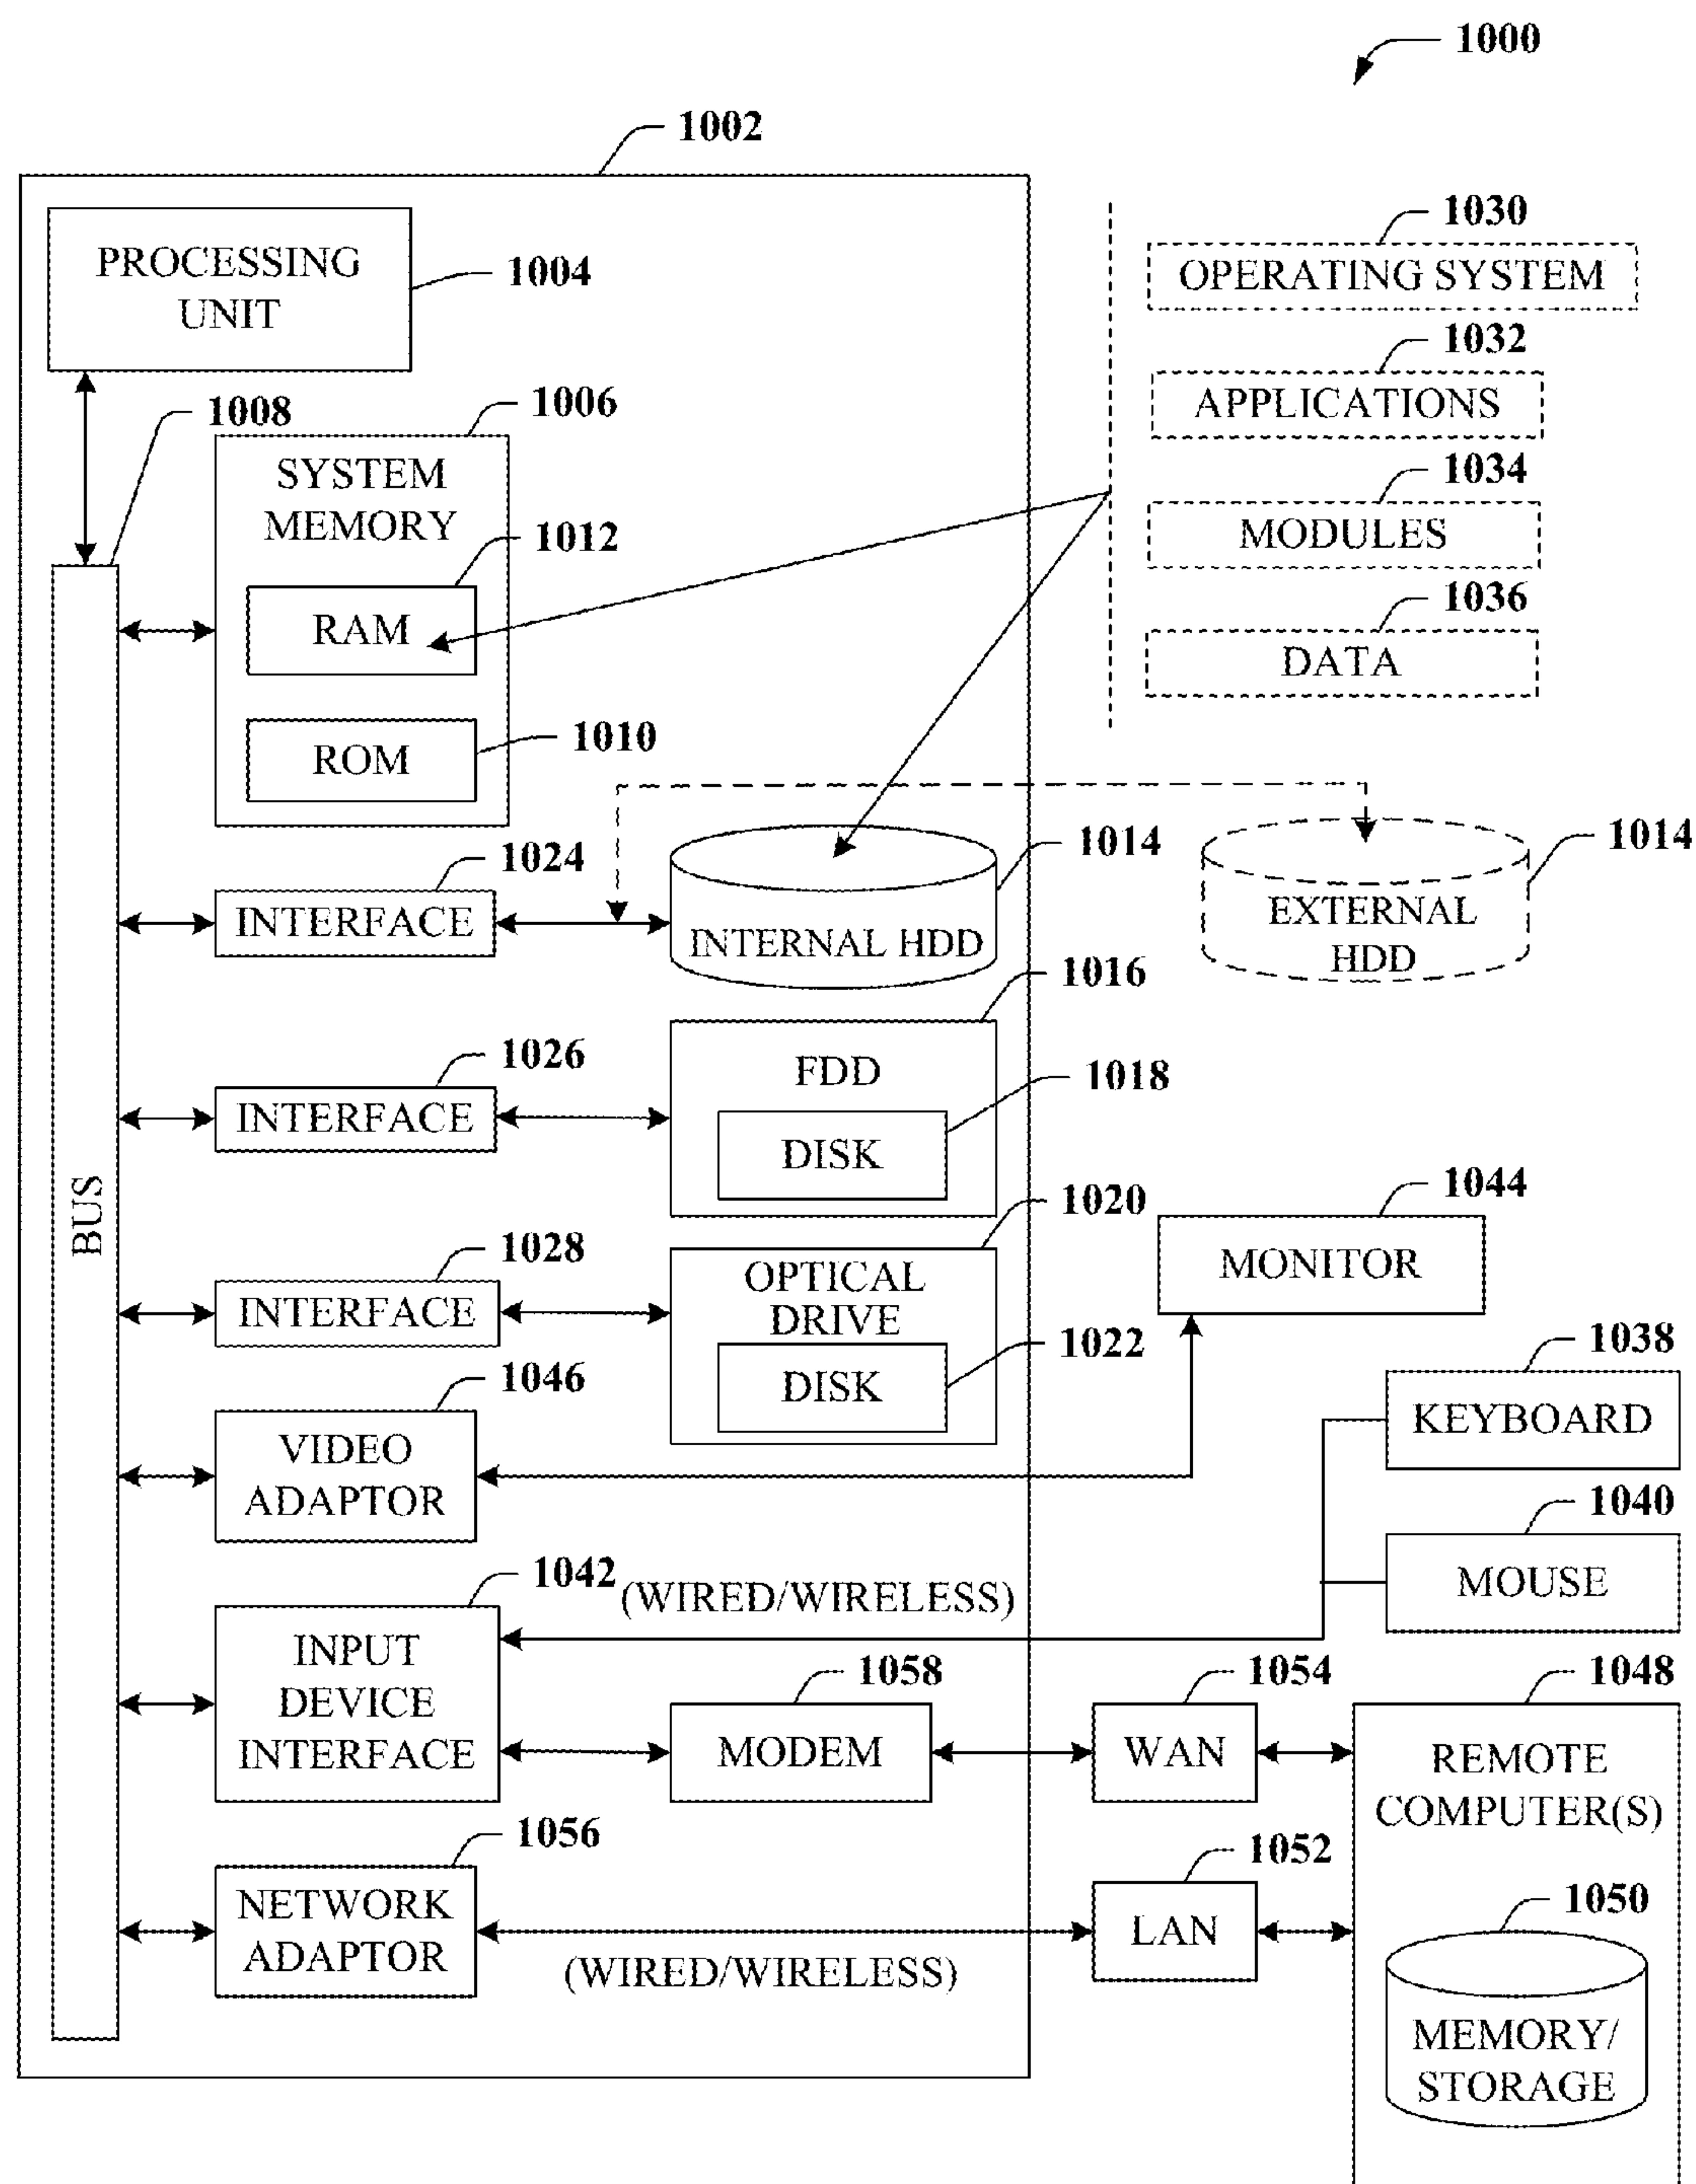 1000
1002
PROCESSING
UNIT
1004
1030
OPERATING SYSTEM
1032
APPLICATIONS
1034
MODULES
1036
DATA
1008
1006
SYSTEM
MEMORY
1012
RAM
1010
ROM
1024
INTERFACE
1014
INTERNAL HDD
1014
EXTERNAL
HDD
1016
FDD
1026
INTERFACE
1018
DISK
BUS
1028
INTERFACE
1020
OPTICAL
DRIVE
1022
DISK
1044
MONITOR
1046
VIDEO
ADAPTOR
1038
KEYBOARD
1040
MOUSE
1042
(WIRED/WIRELESS)
INPUT
DEVICE
INTERFACE
1058
MODEM
1054
WAN
1048
REMOTE
COMPUTER(S)
1056
NETWORK
ADAPTOR
(WIRED/WIRELESS)
1052
LAN
1050
MEMORY/
STORAGE